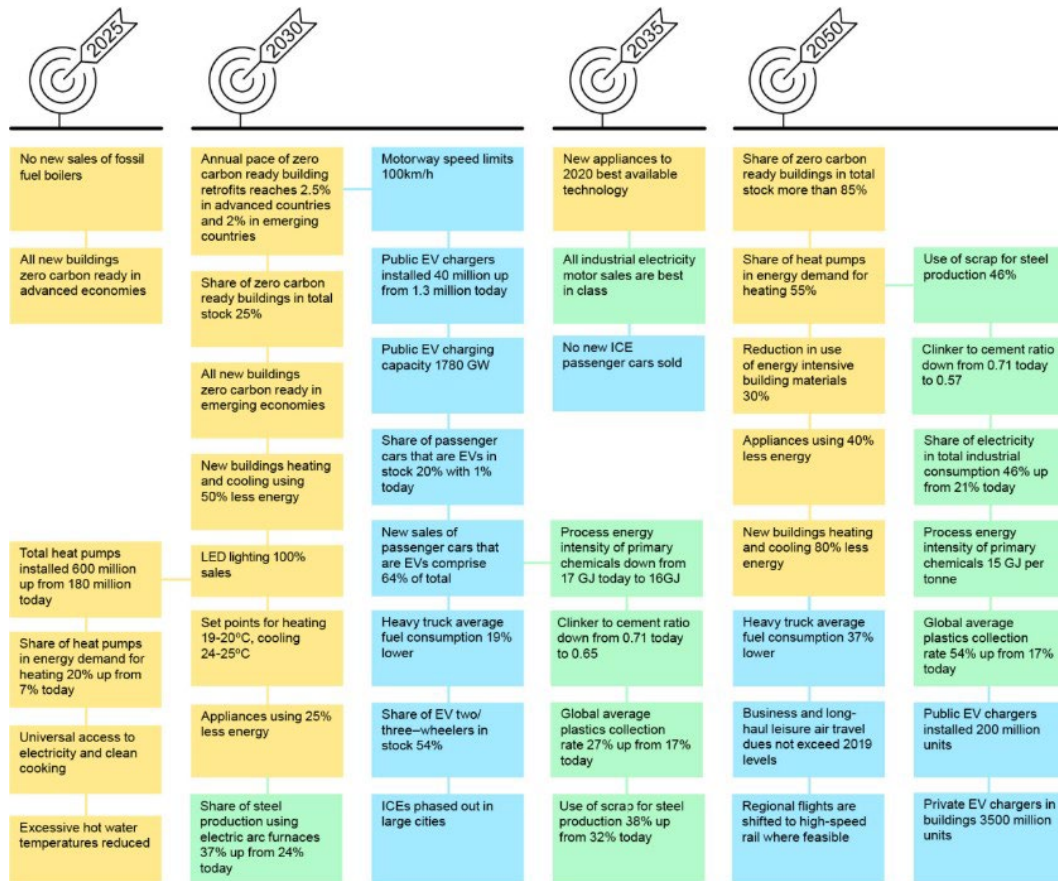 2025
2030
2035
2050
No new sales of fossil
fuel boilers
All new buildings
zero carbon ready in
advanced economies
Total heat pumps
installed 600 million
up from 180 million
today
Share of heat pumps
in energy demand for
heating 20% up from
7% today
Universal access to
electricity and clean
cooking
Excessive hot water
temperatures reduced
Annual pace of zero
carbon ready building
retrofits reaches 2.5%
in advanced countries
and 2% in emerging
countries
Share of zero carbon
ready buildings in total
stock 25%
All new buildings
zero carbon ready in
emerging economies
New buildings heating
and cooling using
50% less energy
LED lighting 100%
sales
Set points for heating
19-20ºC, cooling
24-25ºC
Appliances using 25%
less energy
Share of steel
production using
electric arc furnaces
37% up from 24%
today
Motorway speed limits
100km/h
Public EV chargers
installed 40 million up
from 1.3 million today
Public EV charging
capacity 1780 GW
Share of passenger
cars that are EVs in
stock 20% with 1%
today
New sales of
passenger cars that
are EVs comprise
64% of total
Heavy truck average
fuel consumption 19%
lower
Share of EV two/
three–wheelers in
stock 54%
ICEs phased out in
large cities
New appliances to
2020 best available
technology
All industrial electricity
motor sales are best
in class
No new ICE
passenger cars sold
Process energy
intensity of primary
chemicals down from
17 GJ today to 16GJ
Clinker to cement ratio
down from 0.71 today
to 0.65
Global average
plastics collection
rate 27% up from 17%
today
Use of scrap for steel
production 38% up
from 32% today
Share of zero carbon
ready buildings in total
stock more than 85%
Share of heat pumps
in energy demand for
heating 55%
Reduction in use
of energy intensive
building materials
30%
Appliances using 40%
less energy
New buildings heating
and cooling 80% less
energy
Heavy truck average
fuel consumption 37%
lower
Business and long-
haul leisure air travel
dues not exceed 2019
levels
Regional flights are
shifted to high-speed
rail where feasible
Use of scrap for steel
production 46%
Clinker to cement ratio
down from 0.71 today
to 0.57
Share of electricity
in total industrial
consumption 46% up
from 21% today
Process energy
intensity of primary
chemicals 15 GJ per
tonne
Global average
plastics collection
rate 54% up from 17%
today
Public EV chargers
installed 200 million
units
Private EV chargers in
buildings 3500 million
units